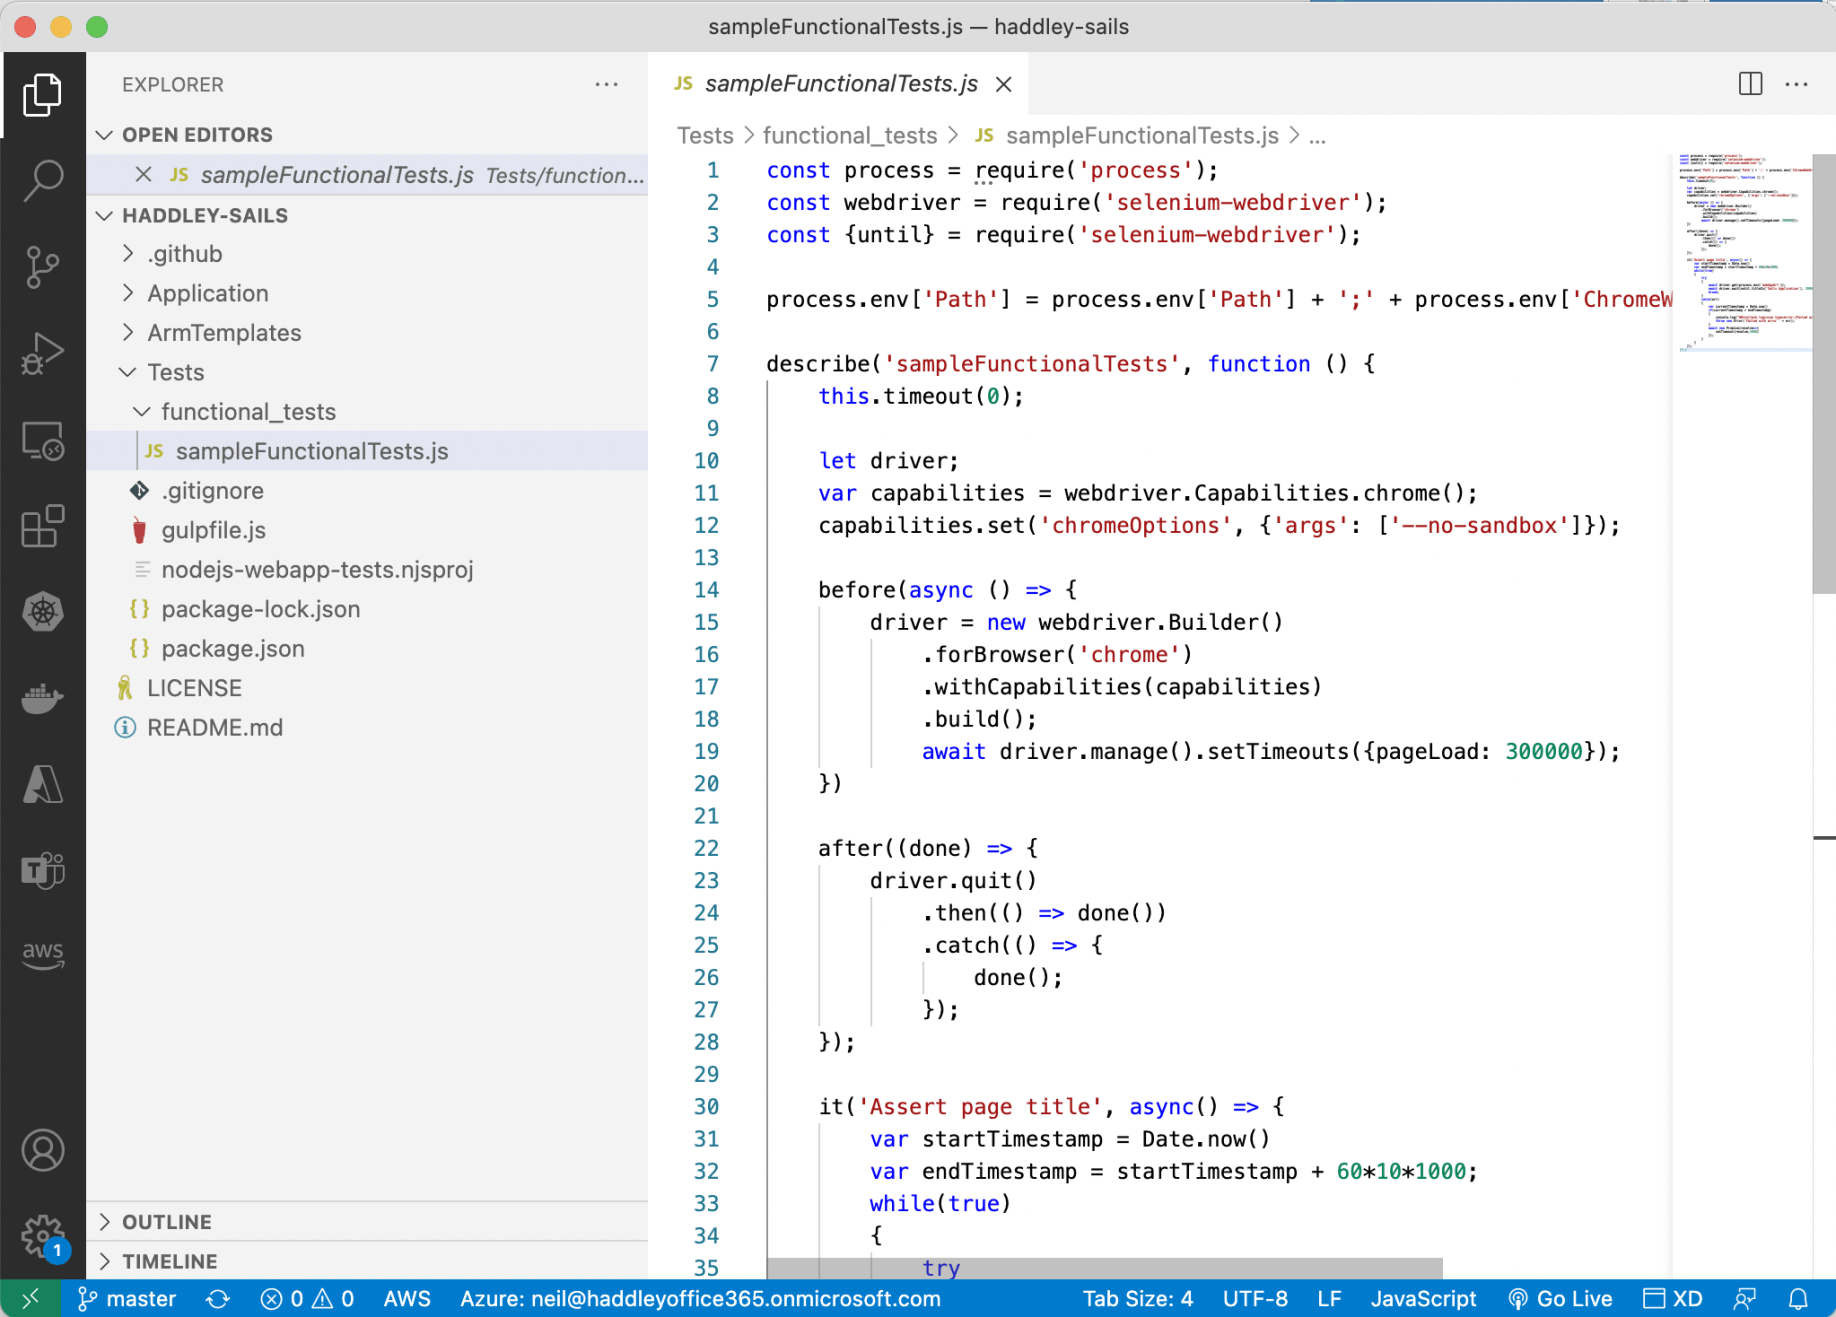 sampleFunctionalTests.js — haddley-sails
EXPLORER
OPEN EDITORS
JS sampleFunctionalTests.js Tests/function...
HADDLEY-SAILS
.github
Application
ArmTemplates
Tests
functional_tests
JS sampleFunctionalTests.js
.gitignore
gulpfile.js
nodejs-webapp-tests.njsproj
{} package-lock.json
{} package.json
LICENSE
README.md
OUTLINE
TIMELINE
aws
1
JS sampleFunctionalTests.js
Tests > functional_tests > JS sampleFunctionalTests.js > ...
1 const process = require('process');
2 const webdriver = require('selenium-webdriver');
3 const {until} = require('selenium-webdriver');
4
5 process.env['Path'] = process.env['Path'] + ';' + process.env['ChromeW
6
7 describe('sampleFunctionalTests', function () {
8     this.timeout(0);
9
10     let driver;
11     var capabilities = webdriver.Capabilities.chrome();
12     capabilities.set('chromeOptions', {'args': ['--no-sandbox']});
13
14     before(async () => {
15         driver = new webdriver.Builder()
16             .forBrowser('chrome')
17             .withCapabilities(capabilities)
18             .build();
19             await driver.manage().setTimeouts({pageLoad: 300000});
20     })
21
22     after((done) => {
23         driver.quit()
24             .then(() => done())
25             .catch(() => {
26                 done();
27             });
28     });
29
30     it('Assert page title', async() => {
31         var startTimestamp = Date.now()
32         var endTimestamp = startTimestamp + 60*10*1000;
33         while(true)
34         {
35             try
master 0 0 AWS Azure: neil@haddleyoffice365.onmicrosoft.com Tab Size: 4 UTF-8 LF JavaScript Go Live XD